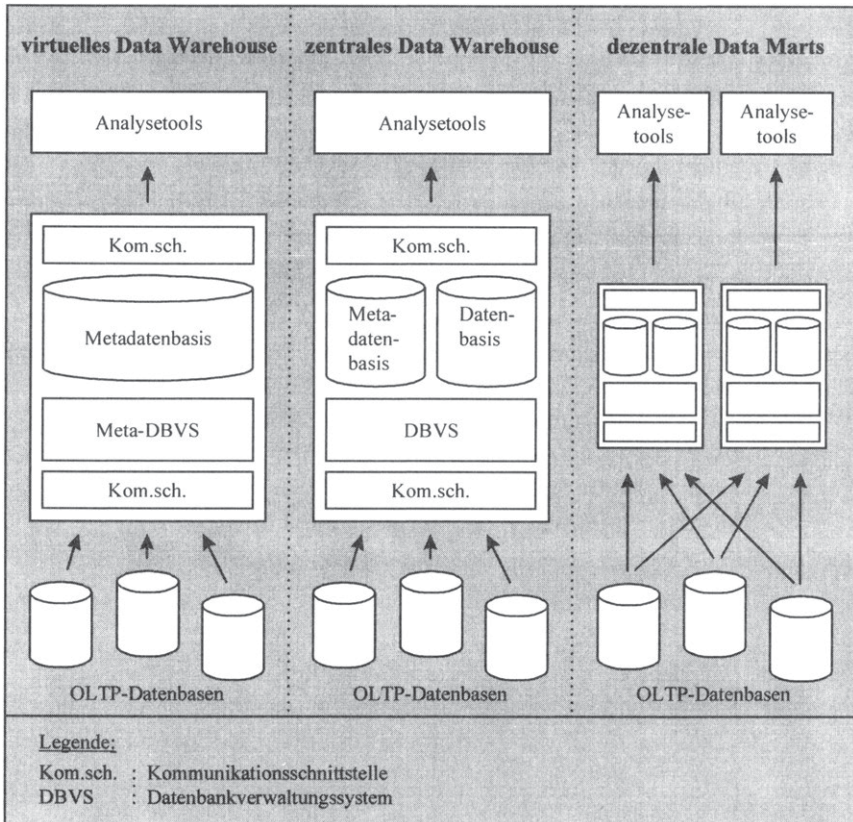 virtuelles Data Warehouse
Analysetools
Kom.sch.
Metadatenbasis
Meta-DBVS
Kom.sch.
OLTP-Datenbasen
zentrales Data Warehouse
Analysetools
Kom.sch.
Meta-
daten-
basis
Daten-
basis
DBVS
Kom.sch.
OLTP-Datenbasen
dezentrale Data Marts
Analyse-
tools
Analyse-
tools
OLTP-Datenbasen
Legende:
Kom.sch. : Kommunikationsschnittstelle
DBVS : Datenbankverwaltungssystem